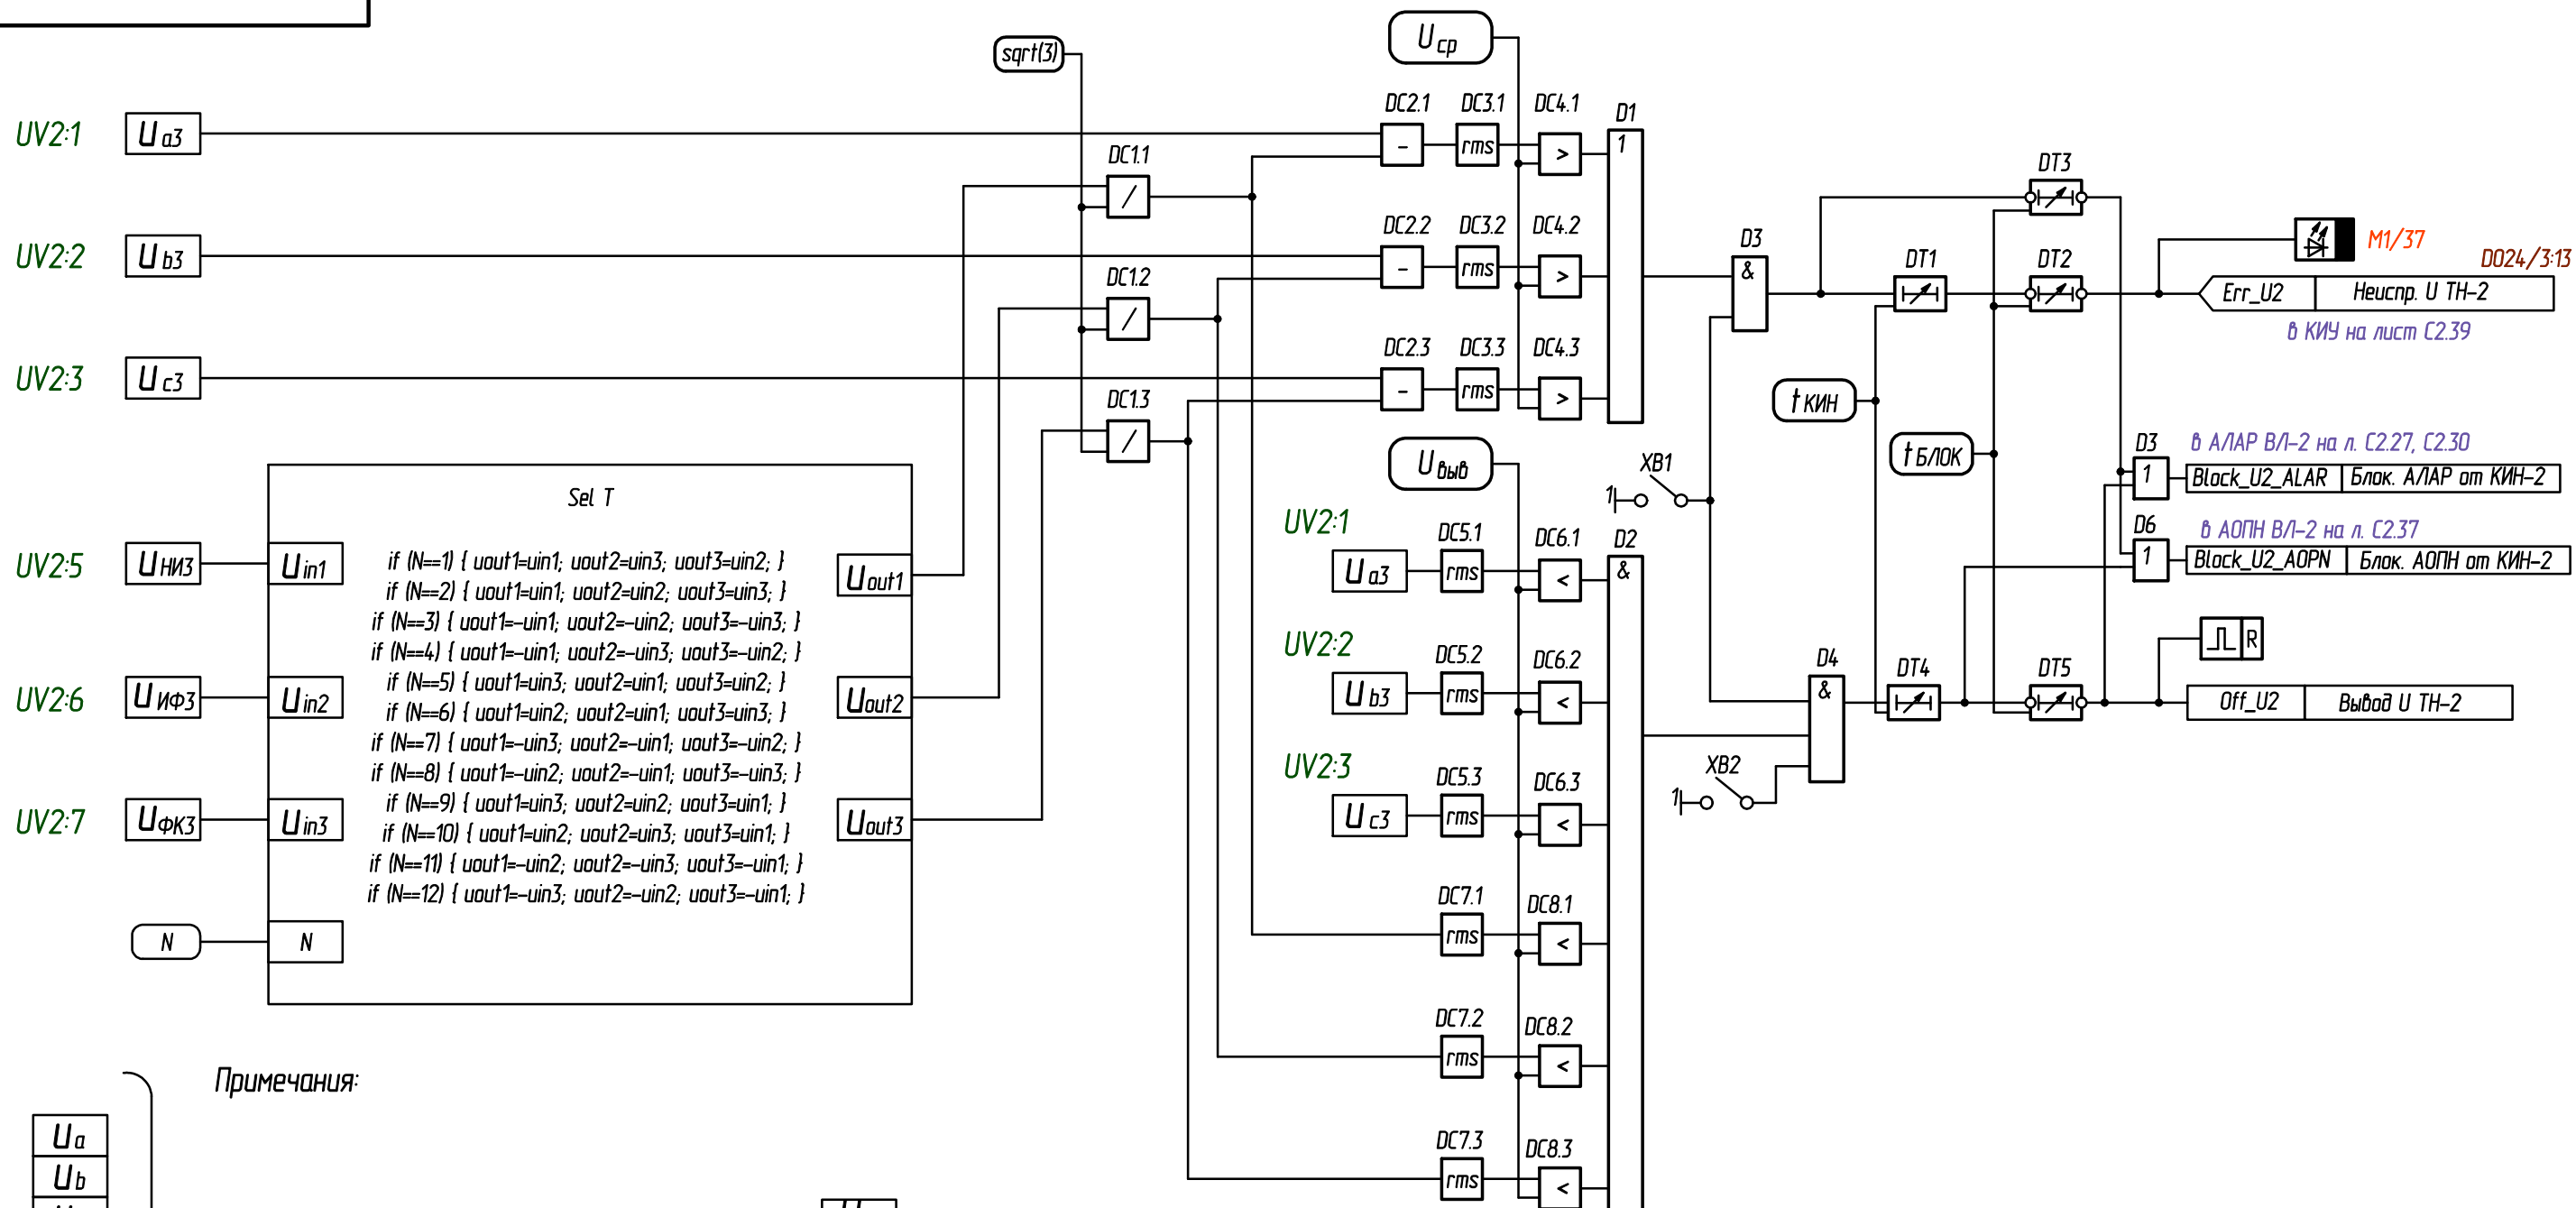 sqrt(3)
U ср
DC2.1 DC3.1 DC4.1 D1
UV2:1 U a3 - rms > 1
DC1.1
/
DT3
DC2.2 DC3.2 DC4.2
UV2:2 U b3 - rms >
D3
&
M1/37
DO24/3:13
DC1.2
/
DT1 DT2
Err_U2 Неиспр. U ТН-2
в КИУ на лист С2.39
DC2.3 DC3.3 DC4.3
UV2:3 U c3 - rms >
DC1.3
/
t КИН
t БЛОК
U выв
XB1
1
D3
1
в АЛАР ВЛ-2 на л. С2.27, С2.30
Block_U2_ALAR Блок. АЛАР от КИН-2
D6
1
в АОПН ВЛ-2 на л. С2.37
Block_U2_AOPN Блок. АОПН от КИН-2
Sel T
UV2:5 U НИЗ U in1
if (N==1) { uout1=uin1; uout2=uin3; uout3=uin2; }
if (N==2) { uout1=uin1; uout2=uin2; uout3=uin3; }
if (N==3) { uout1=-uin1; uout2=-uin2; uout3=-uin3; }
if (N==4) { uout1=-uin1; uout2=-uin3; uout3=-uin2; }
if (N==5) { uout1=uin3; uout2=uin1; uout3=uin2; }
if (N==6) { uout1=uin2; uout2=uin1; uout3=uin3; }
if (N==7) { uout1=-uin3; uout2=-uin1; uout3=-uin2; }
if (N==8) { uout1=-uin2; uout2=-uin1; uout3=-uin3; }
if (N==9) { uout1=uin3; uout2=uin2; uout3=uin1; }
if (N==10) { uout1=uin2; uout2=uin3; uout3=uin1; }
if (N==11) { uout1=-uin2; uout2=-uin3; uout3=-uin1; }
if (N==12) { uout1=-uin3; uout2=-uin2; uout3=-uin1; }
U out1
UV2:6 U ИФ3 U in2
U out2
UV2:7 U ФК3 U in3
U out3
N N
UV2:1 DC5.1 DC6.1 D2
U a3 rms < &
UV2:2 DC5.2 DC6.2
U b3 rms <
UV2:3 DC5.3 DC6.3
U c3 rms <
D4
&
DT4 DT5
R
Off_U2 Вывод U ТН-2
XB2
1
DC7.1 DC8.1
rms <
DC7.2 DC8.2
rms <
DC7.3 DC8.3
rms <
Примечания:
U a
U b